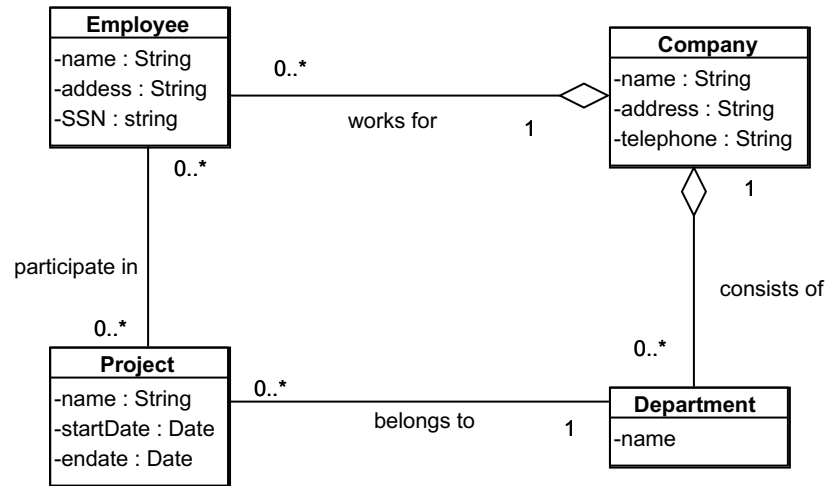 Employee
-name : String
-addess : String
-SSN : string
0..*
works for
1
Company
-name : String
-address : String
-telephone : String
0..*
1
participate in
consists of
0..*
0..*
Project
-name : String
-startDate : Date
-endate : Date
0..*
belongs to
1
Department
-name